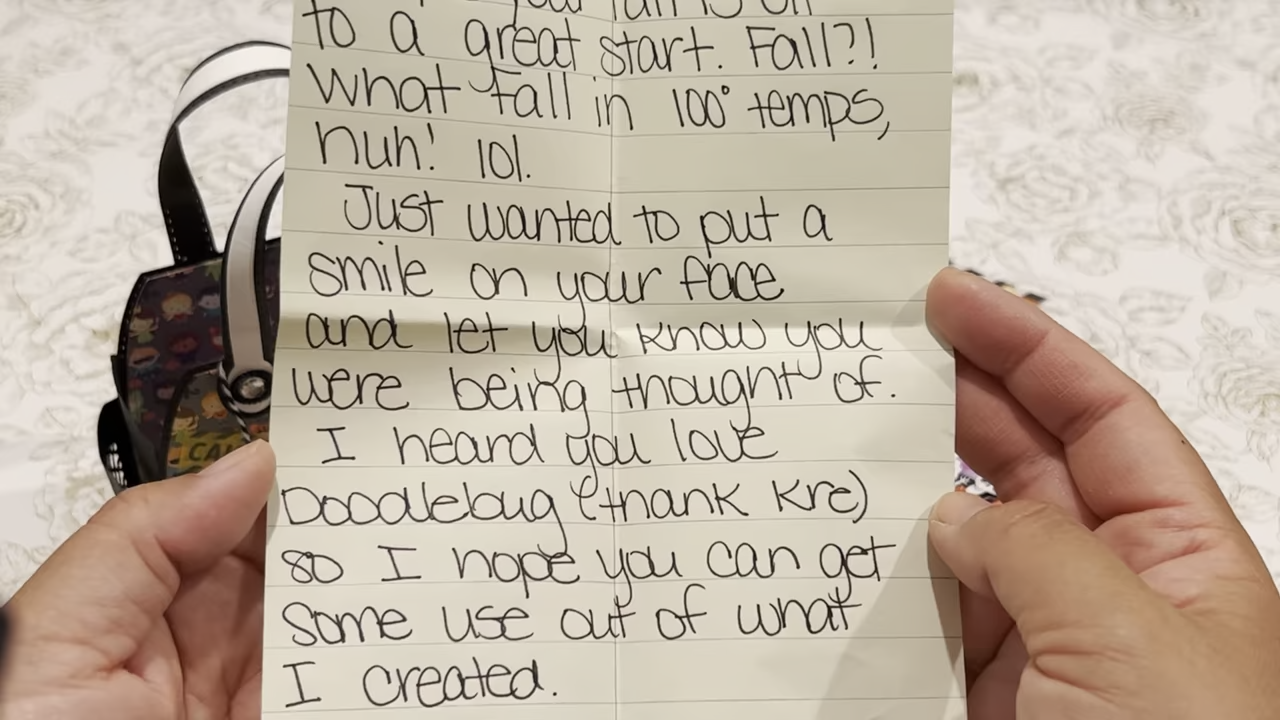 to a great start. Fall?!
what fall in 100° temps,
huh! lol.
Just wanted to put a
smile on your face
and let you know you
were being thought of.
I heard you love
Doodlebug (thank Kre)
so I hope you can get
some use out of what
I created.